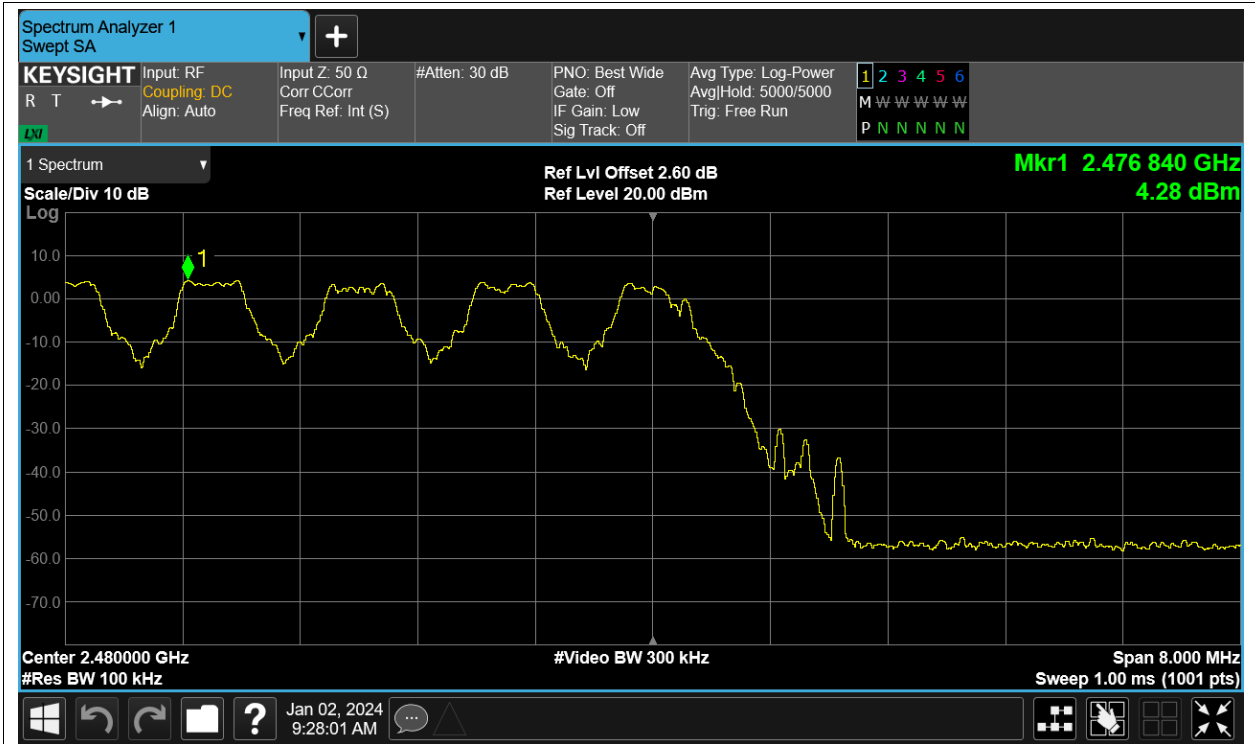 Spectrum Analyzer 1
Swept SA
KEYSIGHT
R T
LXI
Input: RF
Coupling: DC
Align: Auto
Input Z: 50 Ω
Corr CCorr
Freq Ref: Int (S)
#Atten: 30 dB
PNO: Best Wide
Gate: Off
IF Gain: Low
Sig Track: Off
Avg Type: Log-Power
Avg|Hold: 5000/5000
Trig: Free Run
1 2 3 4 5 6
M W W W W W
P N N N N N
1 Spectrum
Scale/Div 10 dB
Ref Lvl Offset 2.60 dB
Ref Level 20.00 dBm
Mkr1 2.476 840 GHz
4.28 dBm
Log
10.0
0.00
-10.0
-20.0
-30.0
-40.0
-50.0
-60.0
-70.0
1
Center 2.480000 GHz
#Res BW 100 kHz
#Video BW 300 kHz
Span 8.000 MHz
Sweep 1.00 ms (1001 pts)
?
Jan 02, 2024
9:28:01 AM